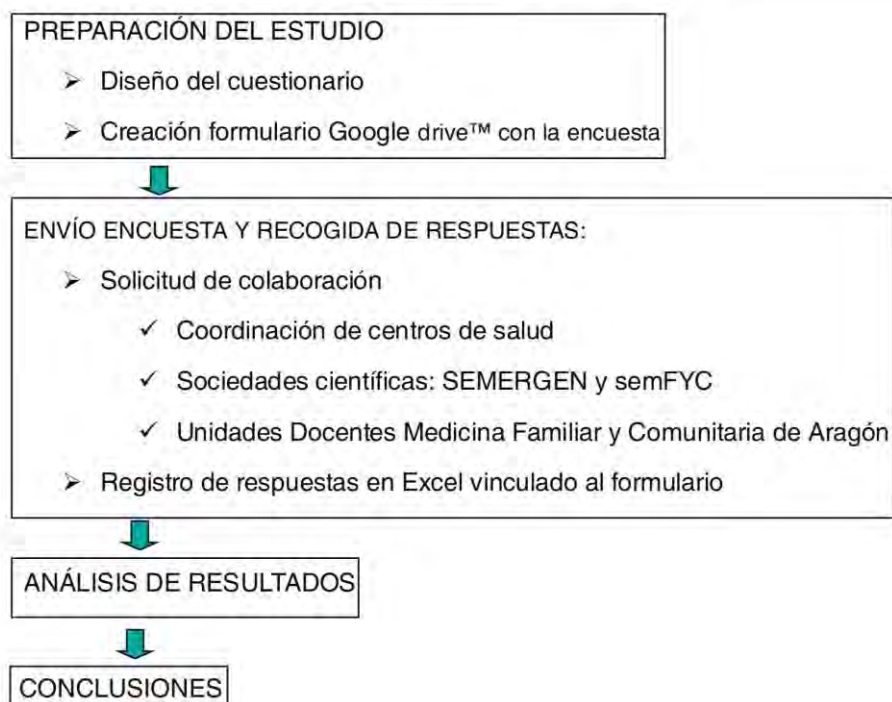 PREPARACIÓN DEL ESTUDIO
➢ Diseño del cuestionario
➢ Creación formulario Google drive™ con la encuesta
ENVÍO ENCUESTA Y RECOGIDA DE RESPUESTAS:
➢ Solicitud de colaboración
✓ Coordinación de centros de salud
✓ Sociedades científicas: SEMERGEN y semFYC
✓ Unidades Docentes Medicina Familiar y Comunitaria de Aragón
➢ Registro de respuestas en Excel vinculado al formulario
ANÁLISIS DE RESULTADOS
CONCLUSIONES